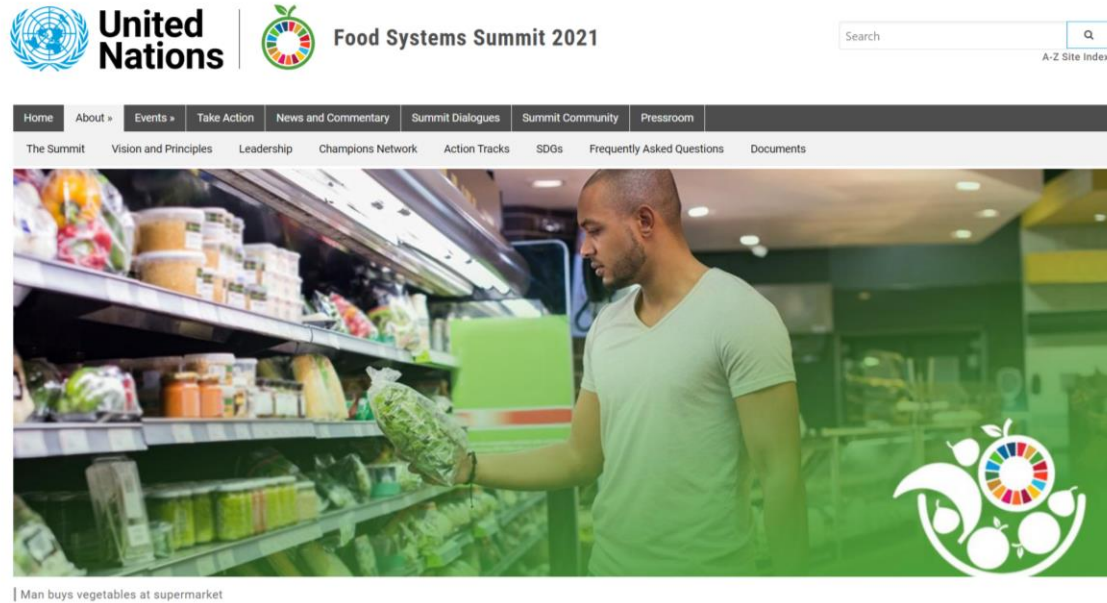 United
Nations
Food Systems Summit 2021
Search
A-Z Site Index
Home About » Events » Take Action News and Commentary Summit Dialogues Summit Community Pressroom
The Summit Vision and Principles Leadership Champions Network Action Tracks SDGs Frequently Asked Questions Documents
Man buys vegetables at supermarket